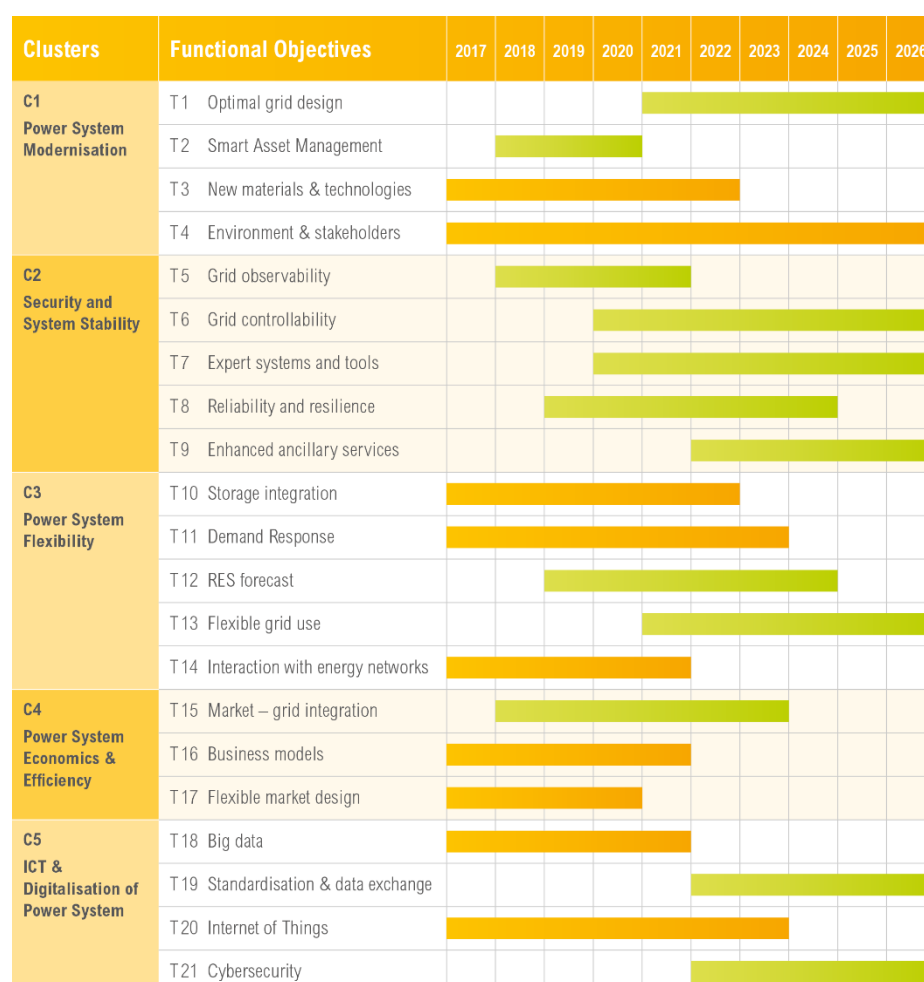 Clusters Functional Objectives 2017 2018 2019 2020 2021 2022 2023 2024 2025 2026
C1
Power System
Modernisation
T1 Optimal grid design
T2 Smart Asset Management
T3 New materials & technologies
T4 Environment & stakeholders
C2
Security and
System Stability
T5 Grid observability
T6 Grid controllability
T7 Expert systems and tools
T8 Reliability and resilience
T9 Enhanced ancillary services
C3
Power System
Flexibility
T10 Storage integration
T11 Demand Response
T12 RES forecast
T13 Flexible grid use
T14 Interaction with energy networks
C4
Power System
Economics &
Efficiency
T15 Market – grid integration
T16 Business models
T17 Flexible market design
C5
ICT &
Digitalisation of
Power System
T18 Big data
T19 Standardisation & data exchange
T20 Internet of Things
T21 Cybersecurity